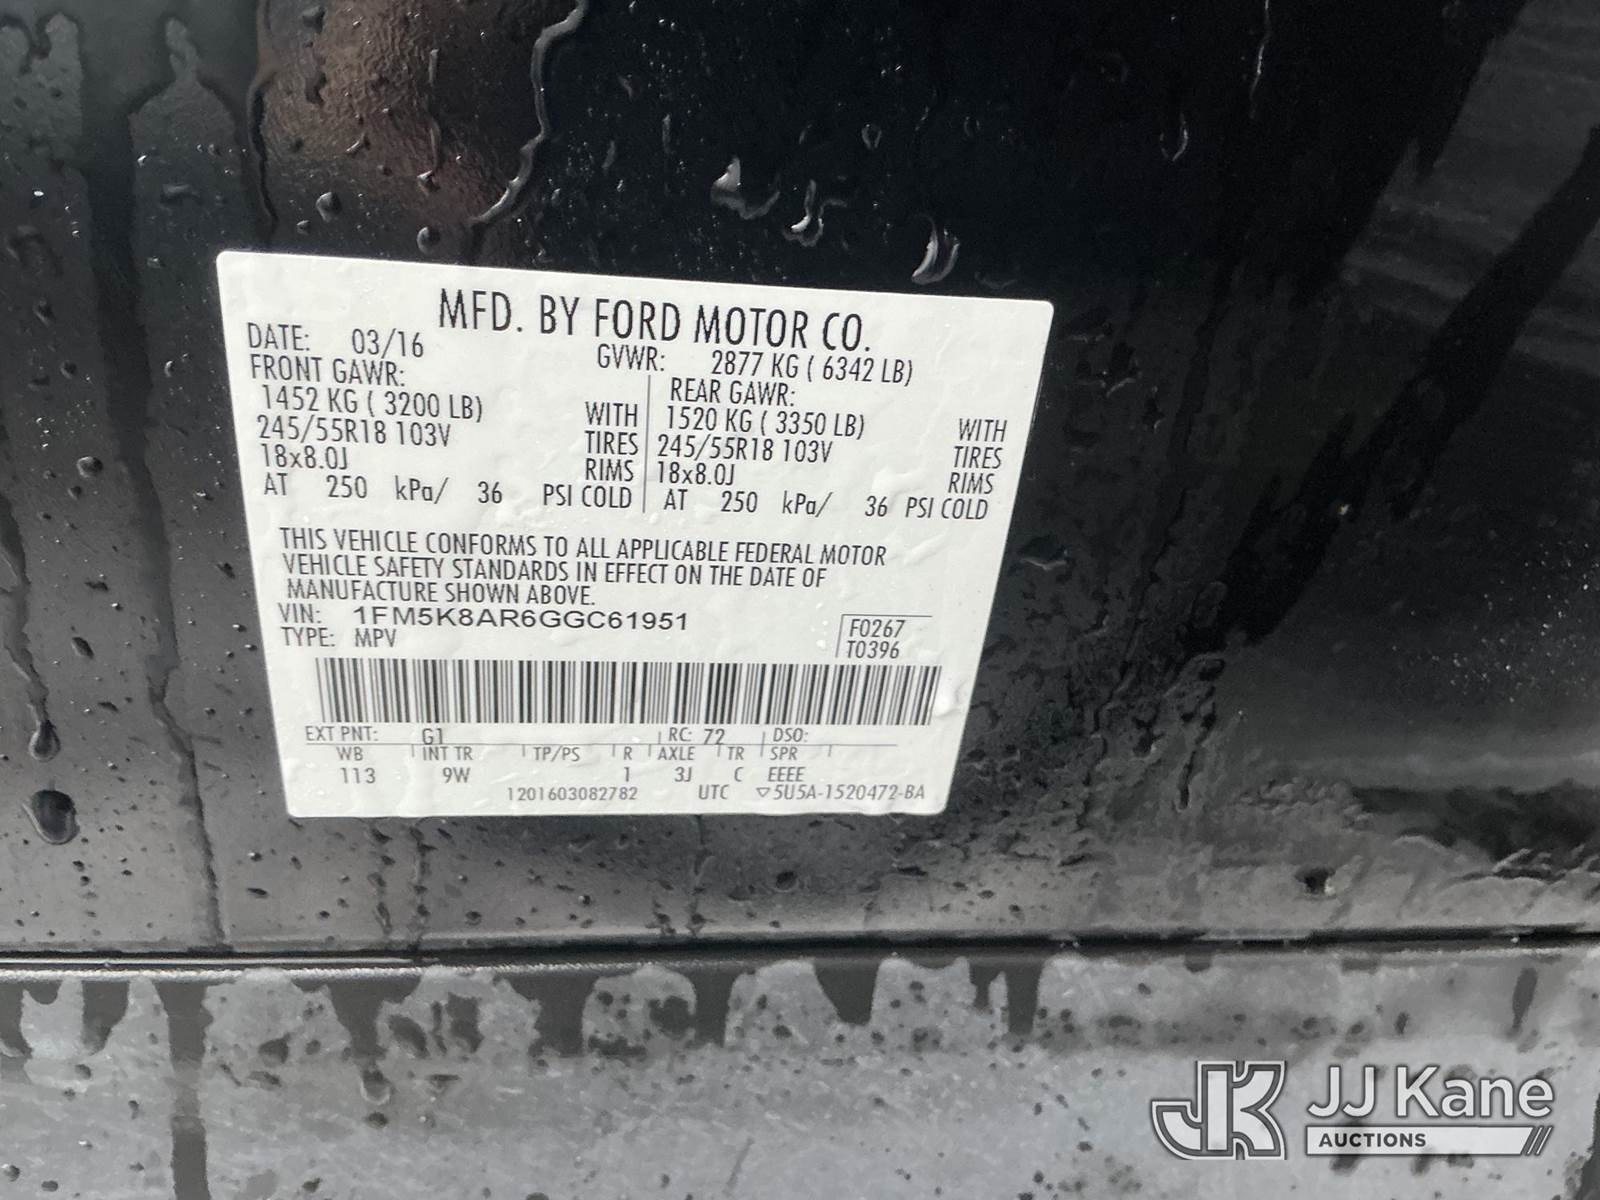 MFD. BY FORD MOTOR CO.
DATE: 03/16 GVWR: 2877 KG ( 6342 LB)
FRONT GAWR: REAR GAWR:
1452 KG ( 3200 LB) WITH 1520 KG ( 3350 LB) WITH
245/55R18 103V TIRES 245/55R18 103V TIRES
18x8.0J RIMS 18x8.0J RIMS
AT 250 kPa/ 36 PSI COLD AT 250 kPa/ 36 PSI COLD
THIS VEHICLE CONFORMS TO ALL APPLICABLE FEDERAL MOTOR
VEHICLE SAFETY STANDARDS IN EFFECT ON THE DATE OF
MANUFACTURE SHOWN ABOVE.
VIN: 1FM5K8AR6GGC61951 F0267
TYPE: MPV T0396
EXT PNT: G1 RC: 72 DSO:
WB INT TR TP/PS R AXLE TR SPR
113 9W 1 3J C EEEE
1201603082782 UTC ▽5U5A-1520472-BA
JK JJ Kane
AUCTIONS